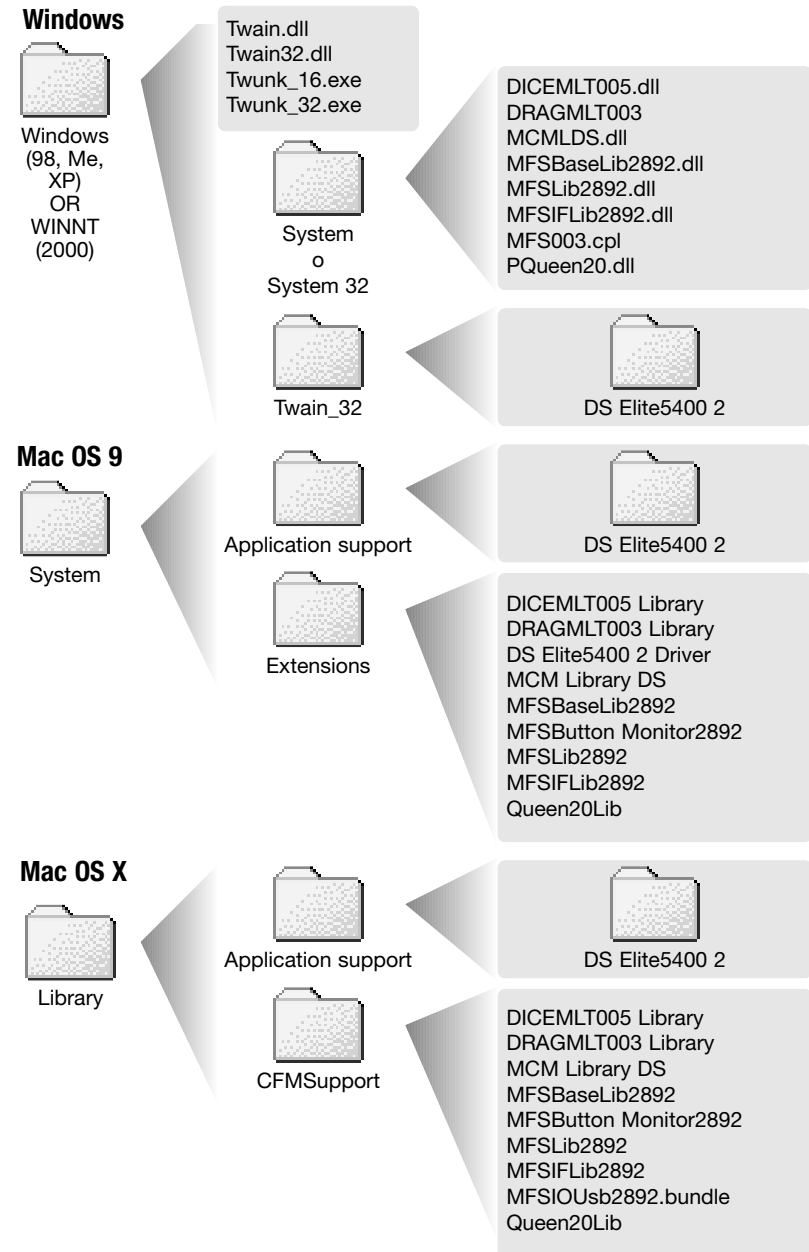 Windows
Windows
(98, Me,
XP)
OR
WINNT
(2000)
Twain.dll
Twain32.dll
Twunk_16.exe
Twunk_32.exe
System
o
System 32
DICEMLT005.dll
DRAGMLT003
MCMLDS.dll
MFSBaseLib2892.dll
MFSLib2892.dll
MFSIFLib2892.dll
MFS003.cpl
PQueen20.dll
Twain_32
DS Elite5400 2
Mac OS 9
System
Application support
DS Elite5400 2
Extensions
DICEMLT005 Library
DRAGMLT003 Library
DS Elite5400 2 Driver
MCM Library DS
MFSBaseLib2892
MFSButton Monitor2892
MFSLib2892
MFSIFLib2892
Queen20Lib
Mac OS X
Library
Application support
DS Elite5400 2
CFMSupport
DICEMLT005 Library
DRAGMLT003 Library
MCM Library DS
MFSBaseLib2892
MFSButton Monitor2892
MFSLib2892
MFSIFLib2892
MFSIOUsb2892.bundle
Queen20Lib